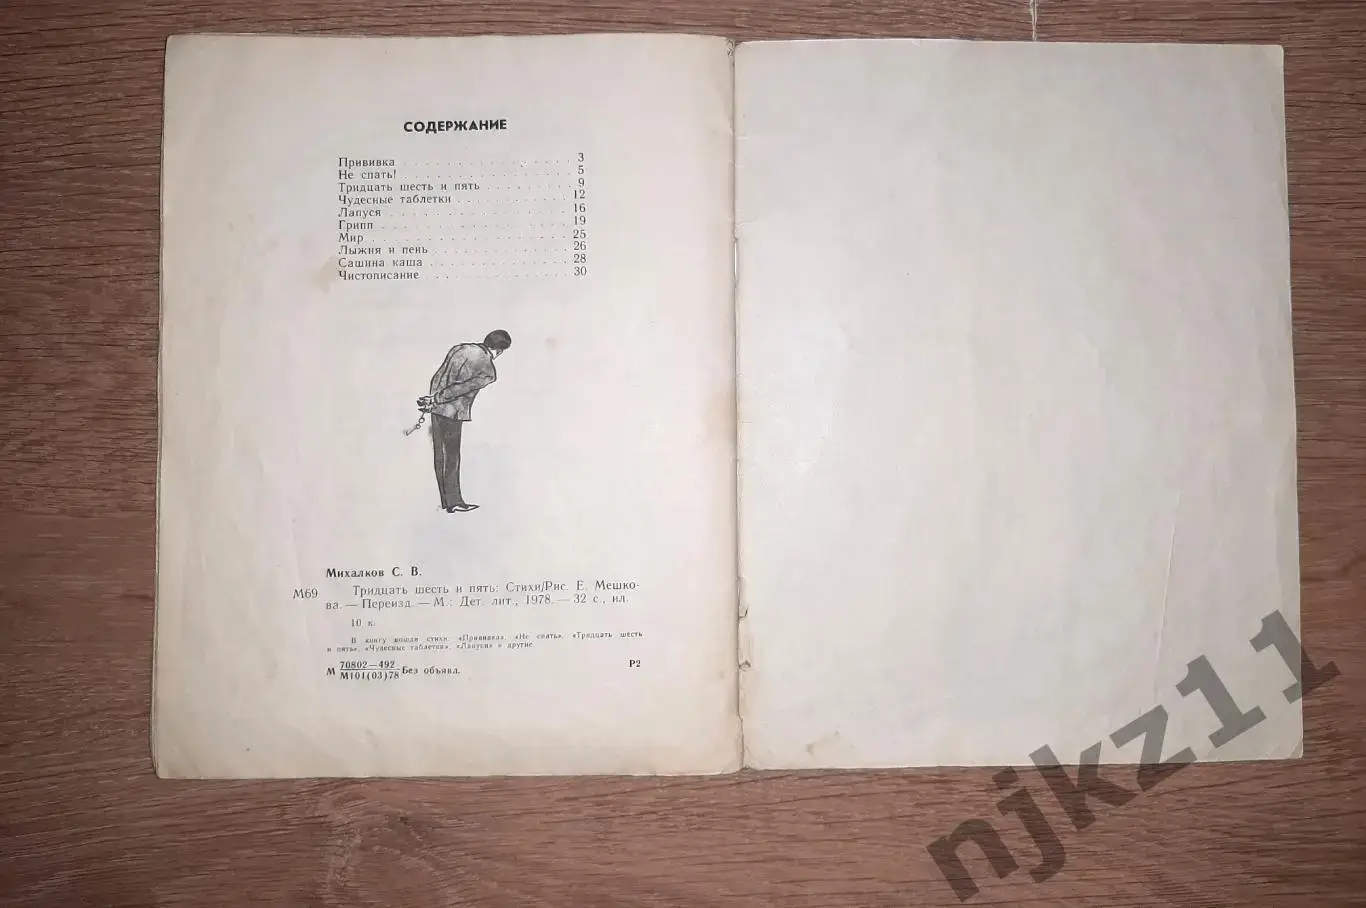 СОДЕРЖАНИЕ
Прививка . . . . . . . . . . . . . 3
Не спать! . . . . . . . . . . . . . 5
Тридцать шесть и пять . . . . . . . 9
Чудесные таблетки . . . . . . . . . 12
Лапуся . . . . . . . . . . . . . . 16
Грипп . . . . . . . . . . . . . . . 19
Мир . . . . . . . . . . . . . . . . 25
Лыжня и пень . . . . . . . . . . . 26
Сашина каша . . . . . . . . . . . . 28
Чистописание . . . . . . . . . . . 30
Михалков С. В.
М69 Тридцать шесть и пять: Стихи/Рис. Е. Мешко-
ва. — Переизд. — М.: Дет. лит., 1978. — 32 с., ил.
10 к.
В книгу вошли стихи: «Прививка», «Не спать», «Тридцать шесть
и пять», «Чудесные таблетки», «Лапуся» и другие
М 70802—492 Без объявл. Р2
М101(03)78
njkz11